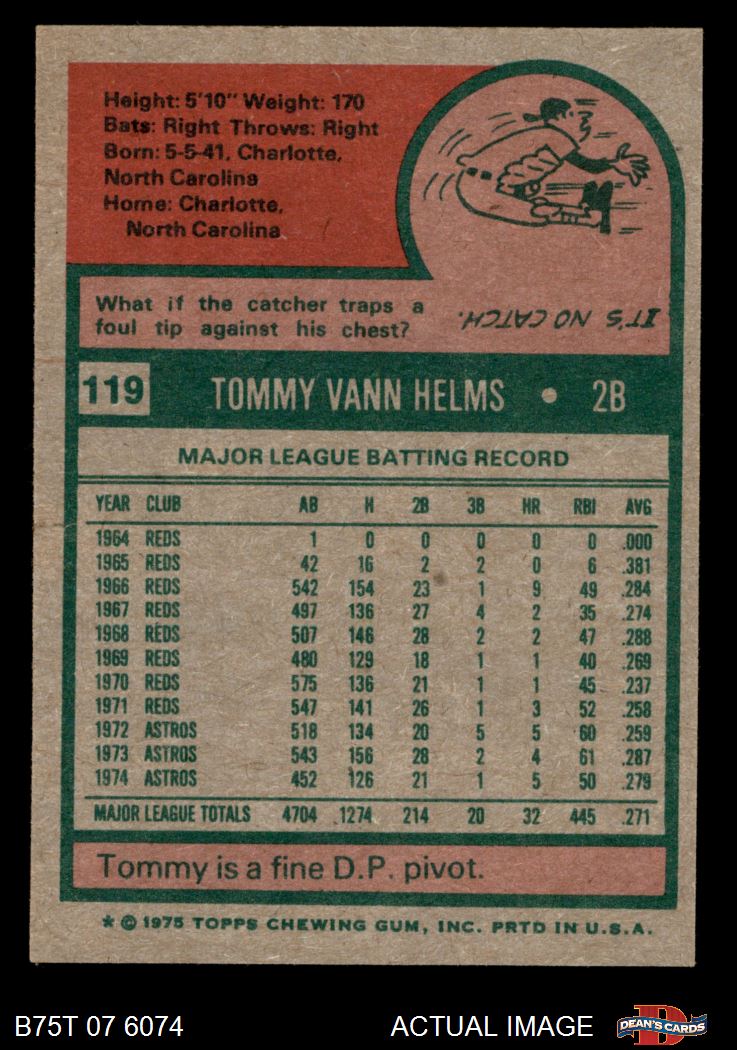 Height: 5'10" Weight: 170
Bats: Right Throws: Right
Born: 5-5-41, Charlotte,
North Carolina
Home: Charlotte,
North Carolina
What if the catcher traps a
foul tip against his chest?
IT'S NO CATCH.
119 TOMMY VANN HELMS • 2B
MAJOR LEAGUE BATTING RECORD
YEAR CLUB AB H 2B 3B HR RBI AVG
1964 REDS 1 0 0 0 0 0 .000
1965 REDS 42 16 2 2 0 6 .381
1966 REDS 542 154 23 1 9 49 .284
1967 REDS 497 136 27 4 2 35 .274
1968 REDS 507 146 28 2 2 47 .288
1969 REDS 480 129 18 1 1 40 .269
1970 REDS 575 136 21 1 1 45 .237
1971 REDS 547 141 26 1 3 52 .258
1972 ASTROS 518 134 20 5 5 60 .259
1973 ASTROS 543 156 28 2 4 61 .287
1974 ASTROS 452 126 21 1 5 50 .279
MAJOR LEAGUE TOTALS 4704 1274 214 20 32 445 .271
Tommy is a fine D.P. pivot.
* © 1975 TOPPS CHEWING GUM, INC. PRTD IN U.S.A.
B75T 07 6074 ACTUAL IMAGE D DEAN'S CARDS